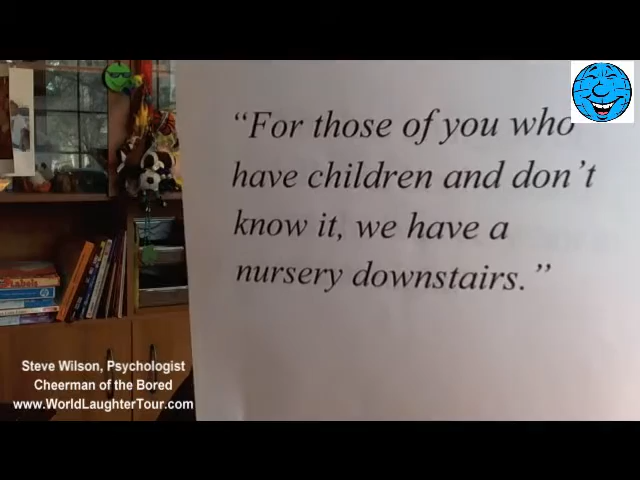 “For those of you who
have children and don’t
know it, we have a
nursery downstairs.”
Labels
Steve Wilson, Psychologist
Cheerman of the Bored
www.WorldLaughterTour.com